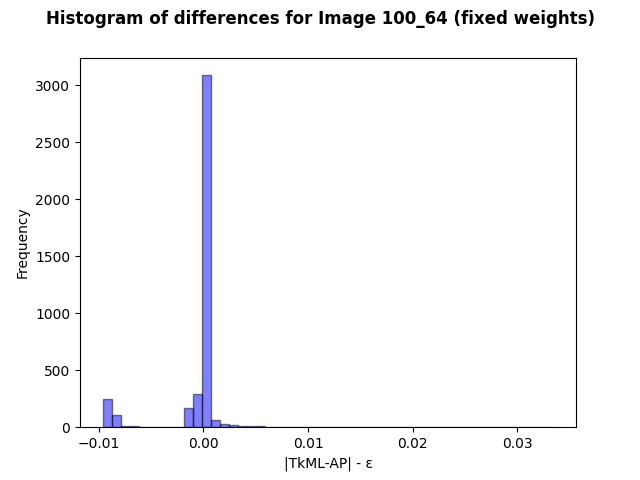 Histogram of differences for Image 100_64 (fixed weights)
3000
2500
2000
1500
1000
500
0
Frequency
−0.01 0.00 0.01 0.02 0.03
|TkML-AP| - ε